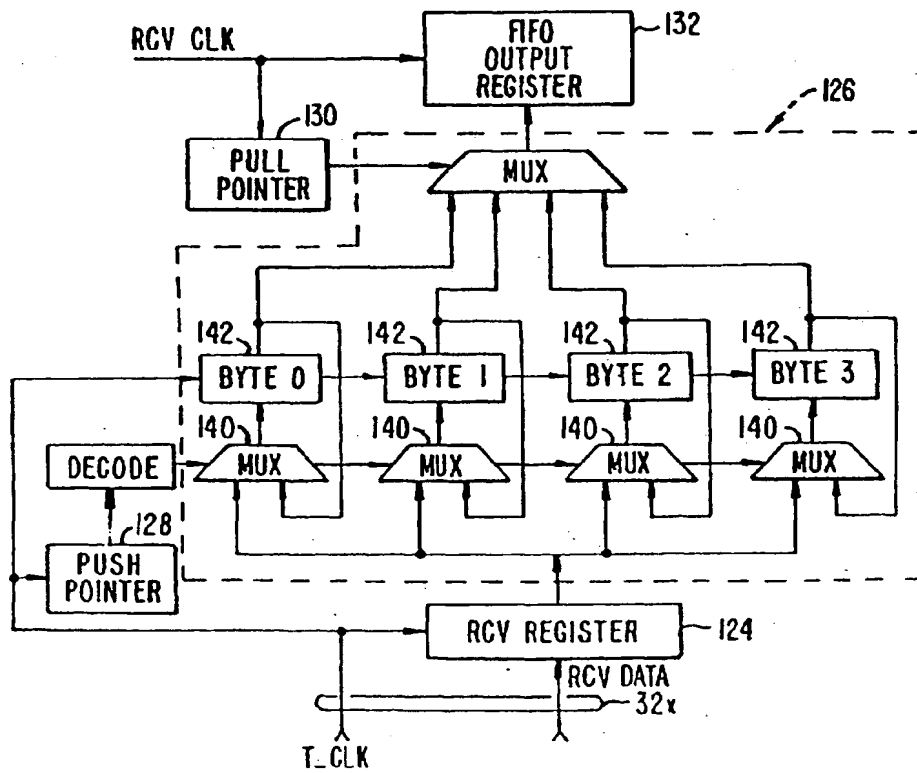 RCV CLK
FIFO
OUTPUT
REGISTER
132
126
130
PULL
POINTER
MUX
142
142
142
142
BYTE 0
BYTE 1
BYTE 2
BYTE 3
140
140
140
140
DECODE
MUX
MUX
MUX
MUX
128
PUSH
POINTER
RCV REGISTER
124
RCV DATA
32x
T_CLK